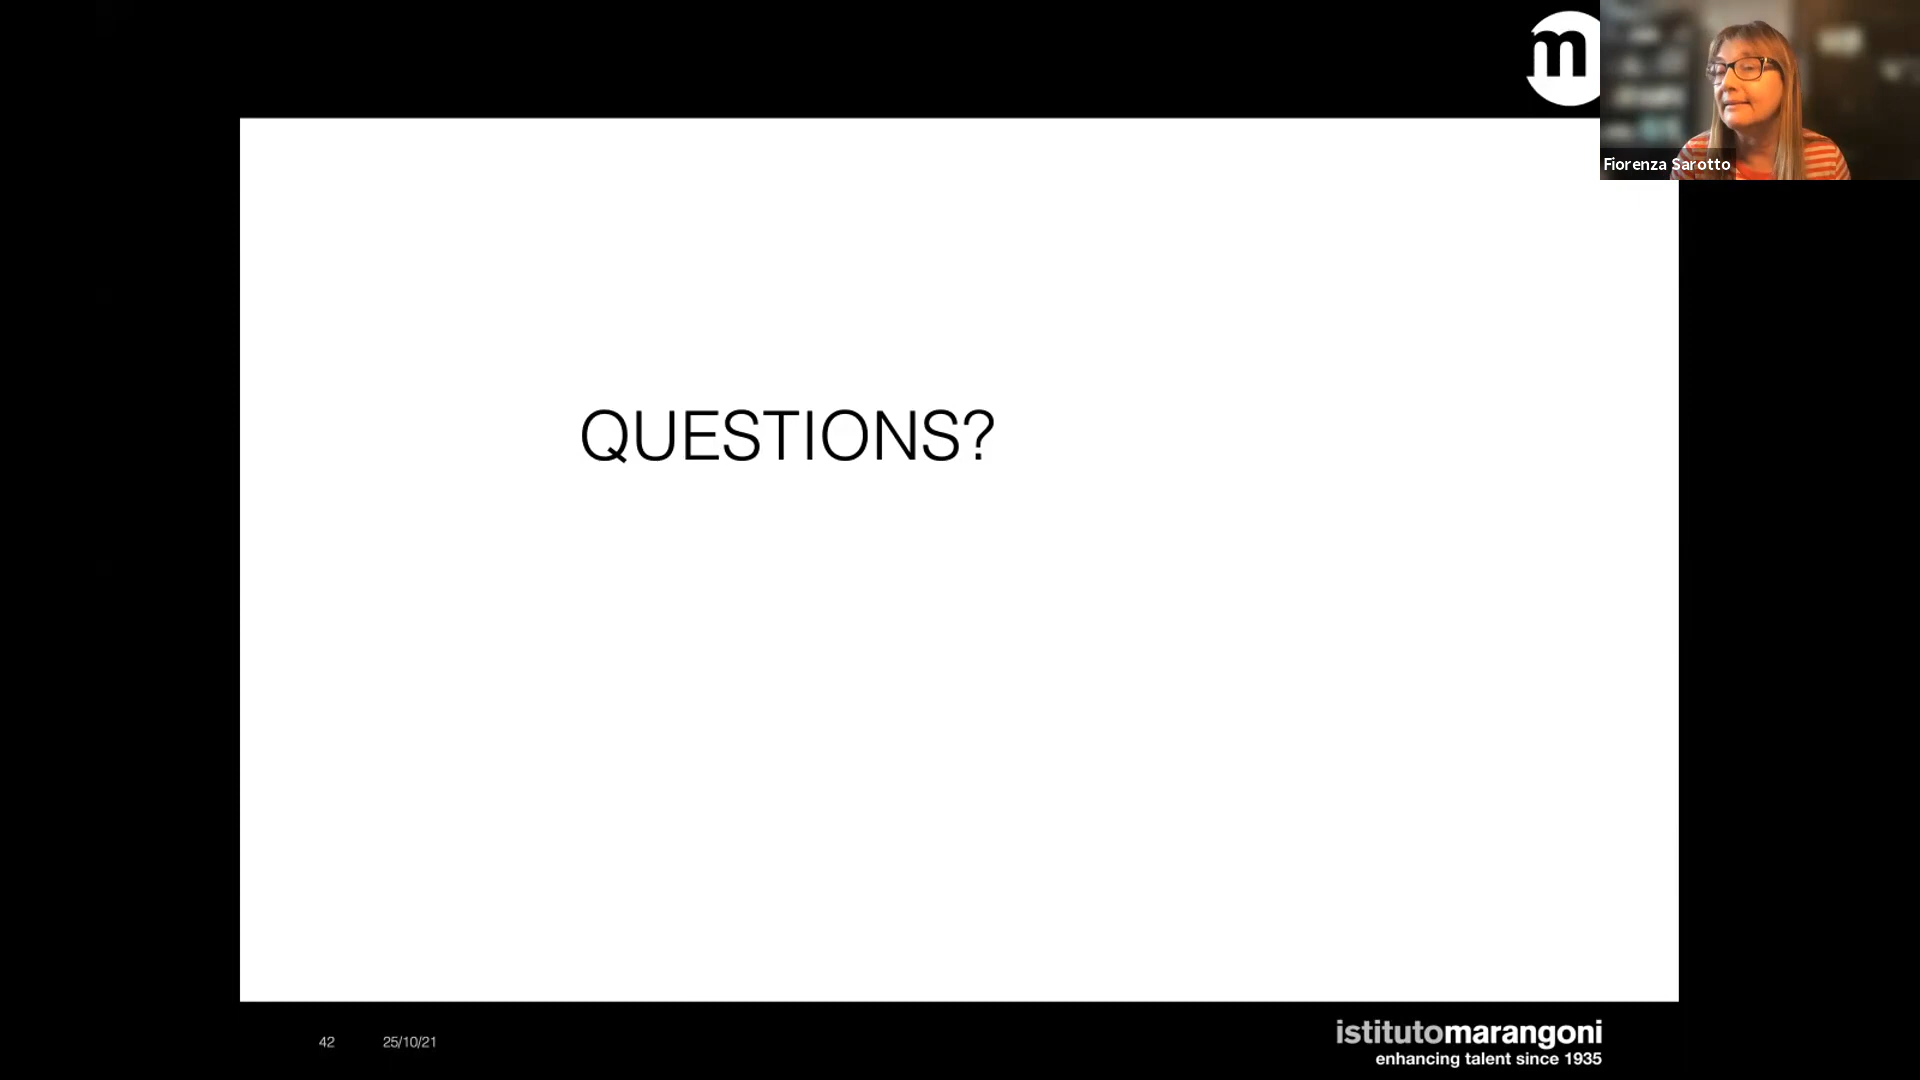 m
Fiorenza Sarotto
QUESTIONS?
42 25/10/21
istitutomarangoni
enhancing talent since 1935